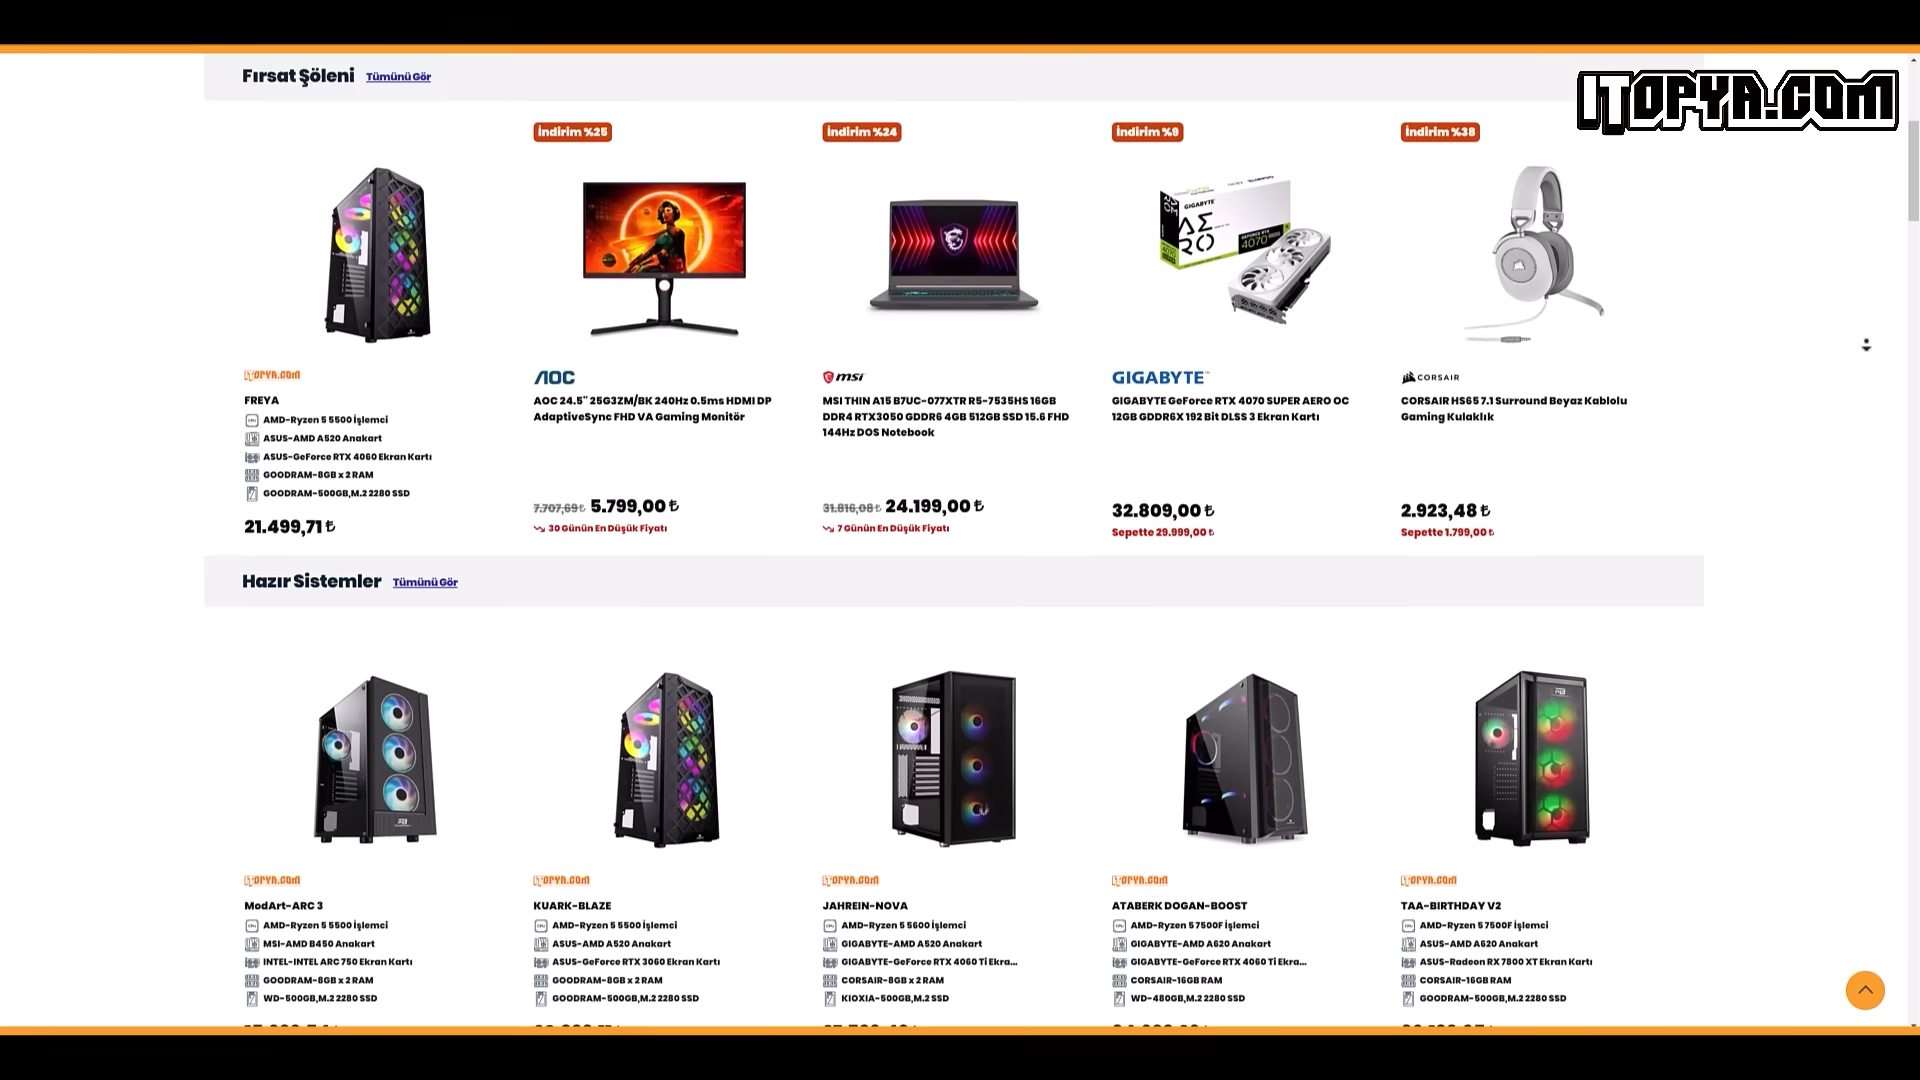 Fırsat Şöleni Tümünü Gör
ITOPYA.COM
İndirim %25
İndirim %24
İndirim %9
İndirim %38
ITOPYA.COM
FREYA
AMD-Ryzen 5 5500 İşlemci
ASUS-AMD A520 Anakart
ASUS-GeForce RTX 4060 Ekran Kartı
GOODRAM-8GB x 2 RAM
GOODRAM-500GB,M.2 2280 SSD
21.499,71 ₺
AOC
AOC 24.5" 25G3ZM/BK 240Hz 0.5ms HDMI DP
AdaptiveSync FHD VA Gaming Monitör
7.707,69₺ 5.799,00 ₺
30 Günün En Düşük Fiyatı
msi
MSI THIN A15 B7UC-077XTR R5-7535HS 16GB
DDR4 RTX3050 GDDR6 4GB 512GB SSD 15.6 FHD
144Hz DOS Notebook
31.816,08₺ 24.199,00 ₺
7 Günün En Düşük Fiyatı
GIGABYTE
AERO
4070
GIGABYTE™
GIGABYTE GeForce RTX 4070 SUPER AERO OC
12GB GDDR6X 192 Bit DLSS 3 Ekran Kartı
32.809,00 ₺
Sepette 29.999,00 ₺
CORSAIR
CORSAIR HS65 7.1 Surround Beyaz Kablolu
Gaming Kulaklık
2.923,48 ₺
Sepette 1.799,00 ₺
Hazır Sistemler Tümünü Gör
ITOPYA.COM
ModArt-ARC 3
AMD-Ryzen 5 5500 İşlemci
MSI-AMD B450 Anakart
INTEL-INTEL ARC 750 Ekran Kartı
GOODRAM-8GB x 2 RAM
WD-500GB,M.2 2280 SSD
ITOPYA.COM
KUARK-BLAZE
AMD-Ryzen 5 5500 İşlemci
ASUS-AMD A520 Anakart
ASUS-GeForce RTX 3060 Ekran Kartı
GOODRAM-8GB x 2 RAM
GOODRAM-500GB,M.2 2280 SSD
ITOPYA.COM
JAHREIN-NOVA
AMD-Ryzen 5 5600 İşlemci
GIGABYTE-AMD A520 Anakart
GIGABYTE-GeForce RTX 4060 Ti Ekra...
CORSAIR-8GB x 2 RAM
KIOXIA-500GB,M.2 SSD
ITOPYA.COM
ATABERK DOGAN-BOOST
AMD-Ryzen 5 7500F İşlemci
GIGABYTE-AMD A620 Anakart
GIGABYTE-GeForce RTX 4060 Ti Ekra...
CORSAIR-16GB RAM
WD-480GB,M.2 2280 SSD
ITOPYA.COM
TAA-BIRTHDAY V2
AMD-Ryzen 5 7500F İşlemci
ASUS-AMD A620 Anakart
ASUS-Radeon RX 7800 XT Ekran Kartı
CORSAIR-16GB RAM
GOODRAM-500GB,M.2 2280 SSD